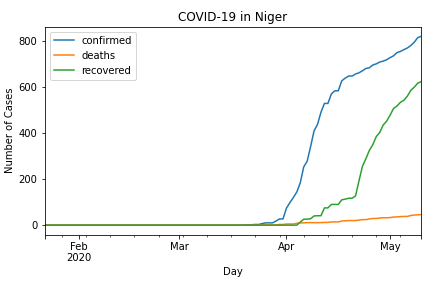 COVID-19 in Niger
confirmed
deaths
recovered
Number of Cases
800
600
400
200
0
Feb
2020
Mar
Apr
May
Day